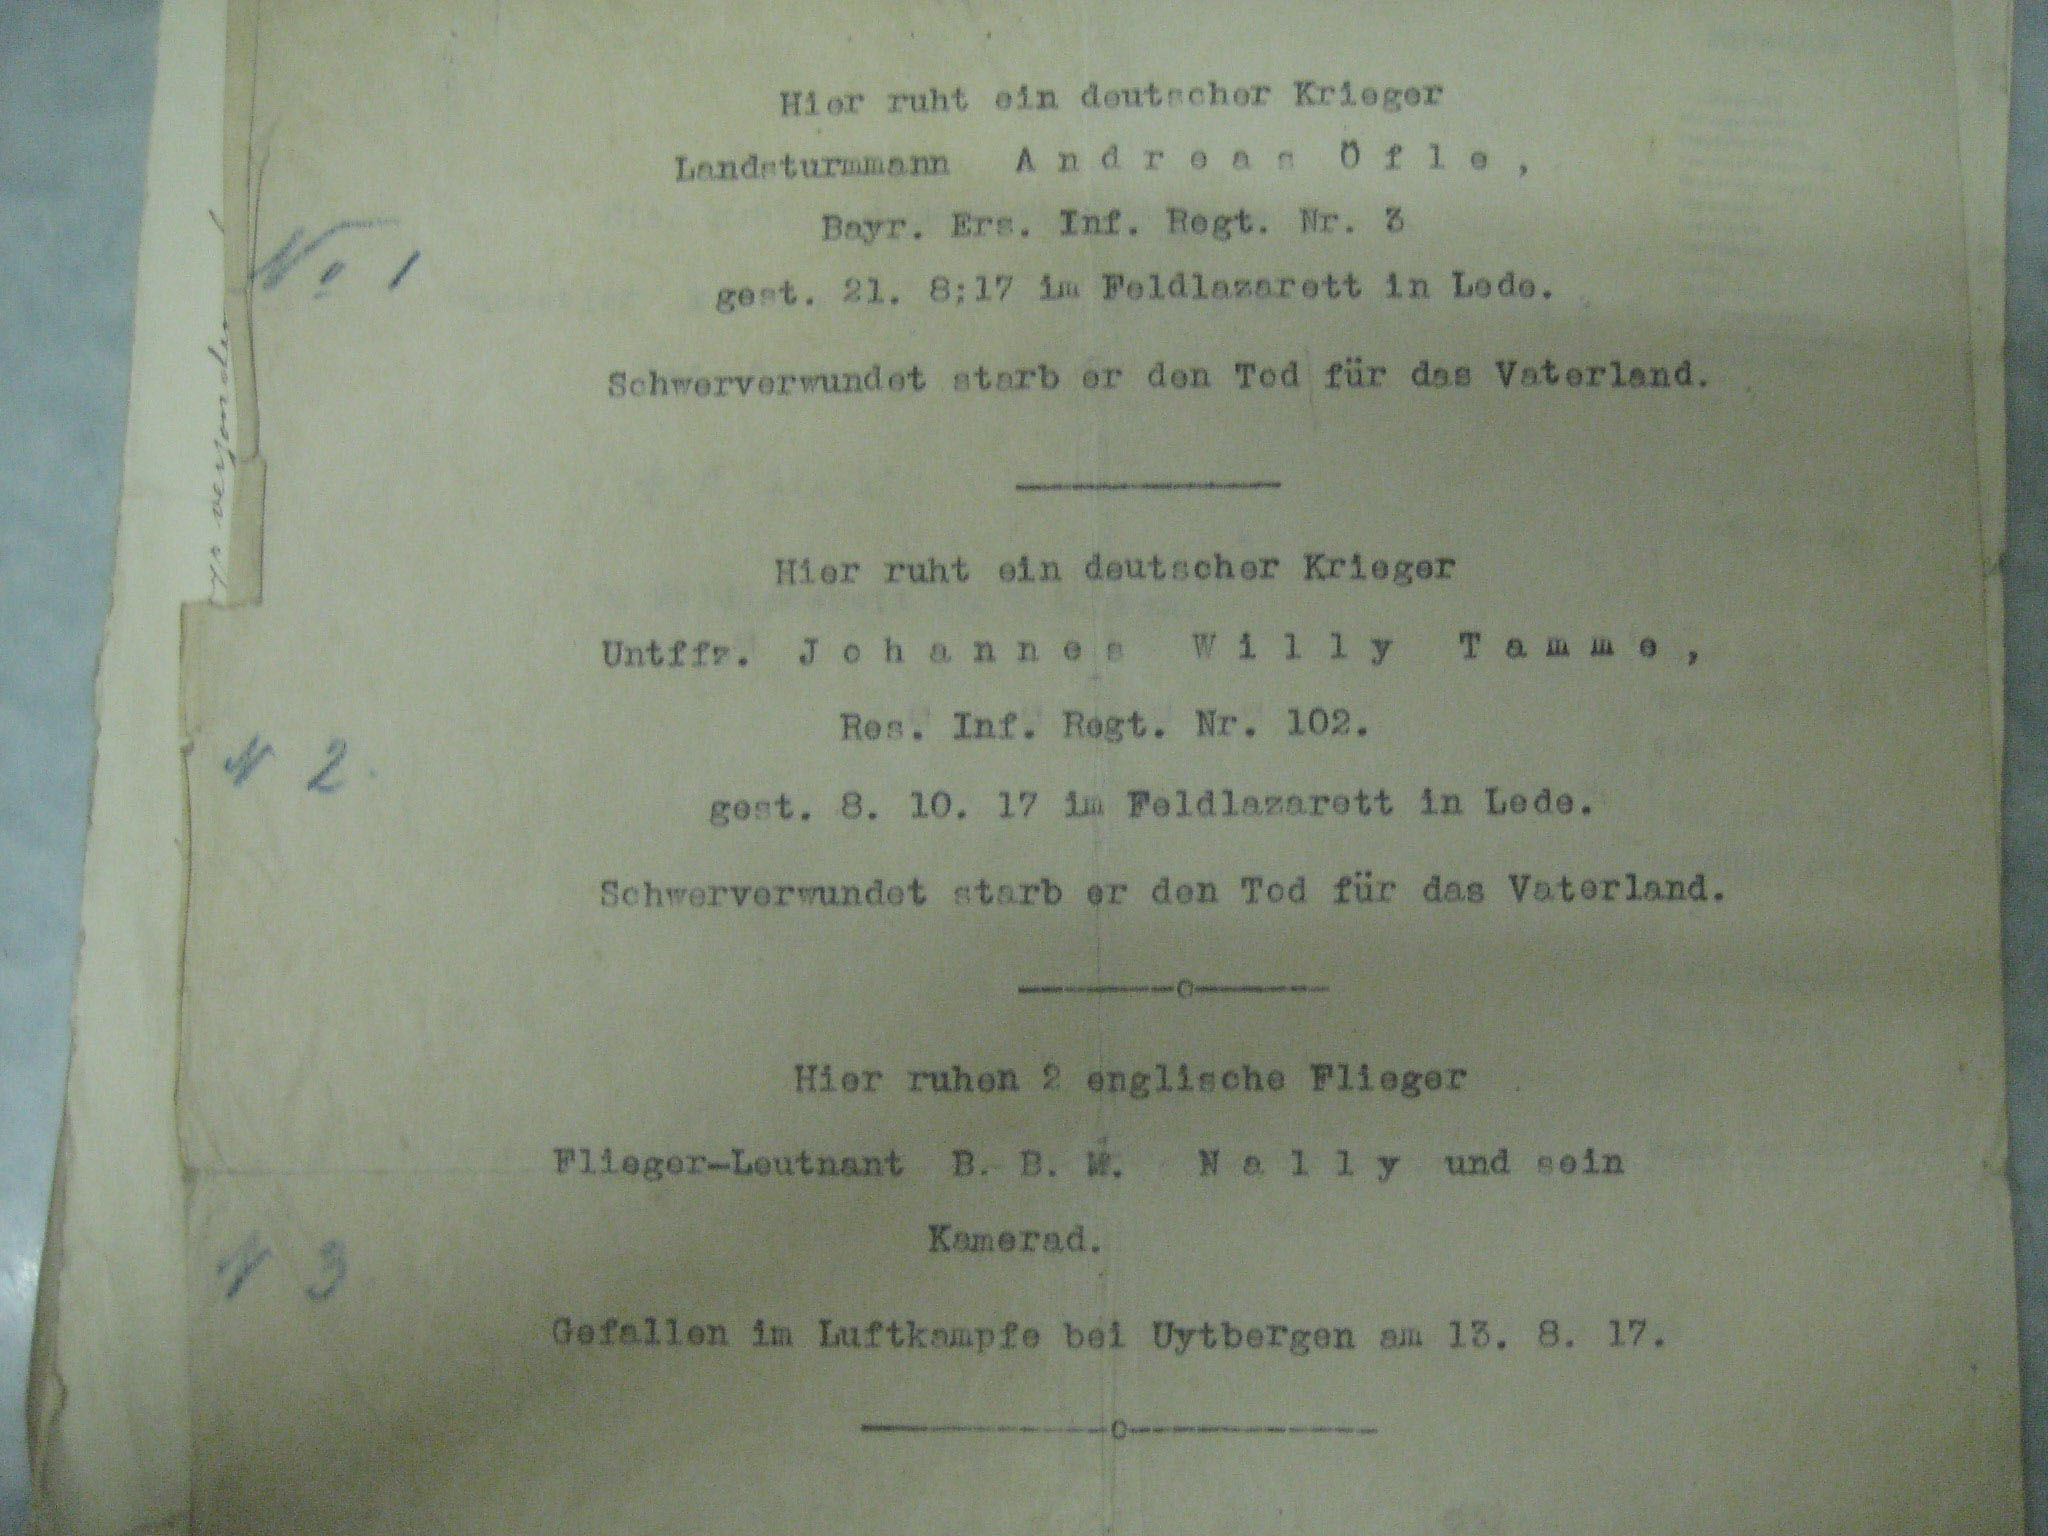 Hier ruht ein deutscher Krieger
Landsturmmann Andreas Öfle,
Bayr. Ers. Inf. Regt. Nr. 3
No 1
gest. 21. 8;17 im Feldlazarett in Lede.
Schwerverwundet starb er den Tod für das Vaterland.
Hier ruht ein deutscher Krieger
Untffz. Johannes Willy Tamme,
Res. Inf. Regt. Nr. 102.
N 2.
gest. 8. 10. 17 im Feldlazarett in Lede.
Schwerverwundet starb er den Tod für das Vaterland.
Hier ruhen 2 englische Flieger
Flieger-Leutnant B. B. Nally und sein
Kamerad.
N 3
Gefallen im Luftkampfe bei Uytbergen am 13. 8. 17.